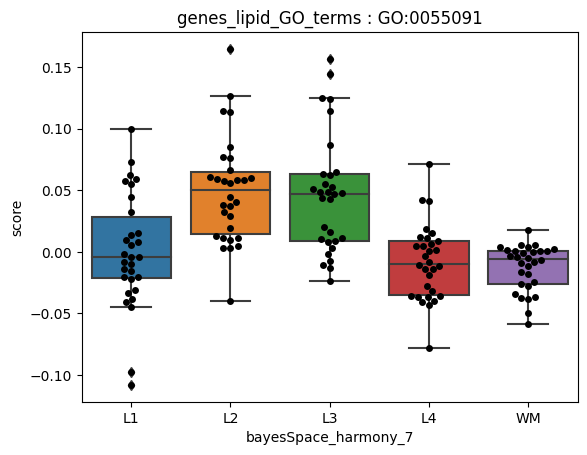 genes_lipid_GO_terms : GO:0055091
0.15
0.10
0.05
0.00
−0.05
−0.10
score
L1 L2 L3 L4 WM
bayesSpace_harmony_7